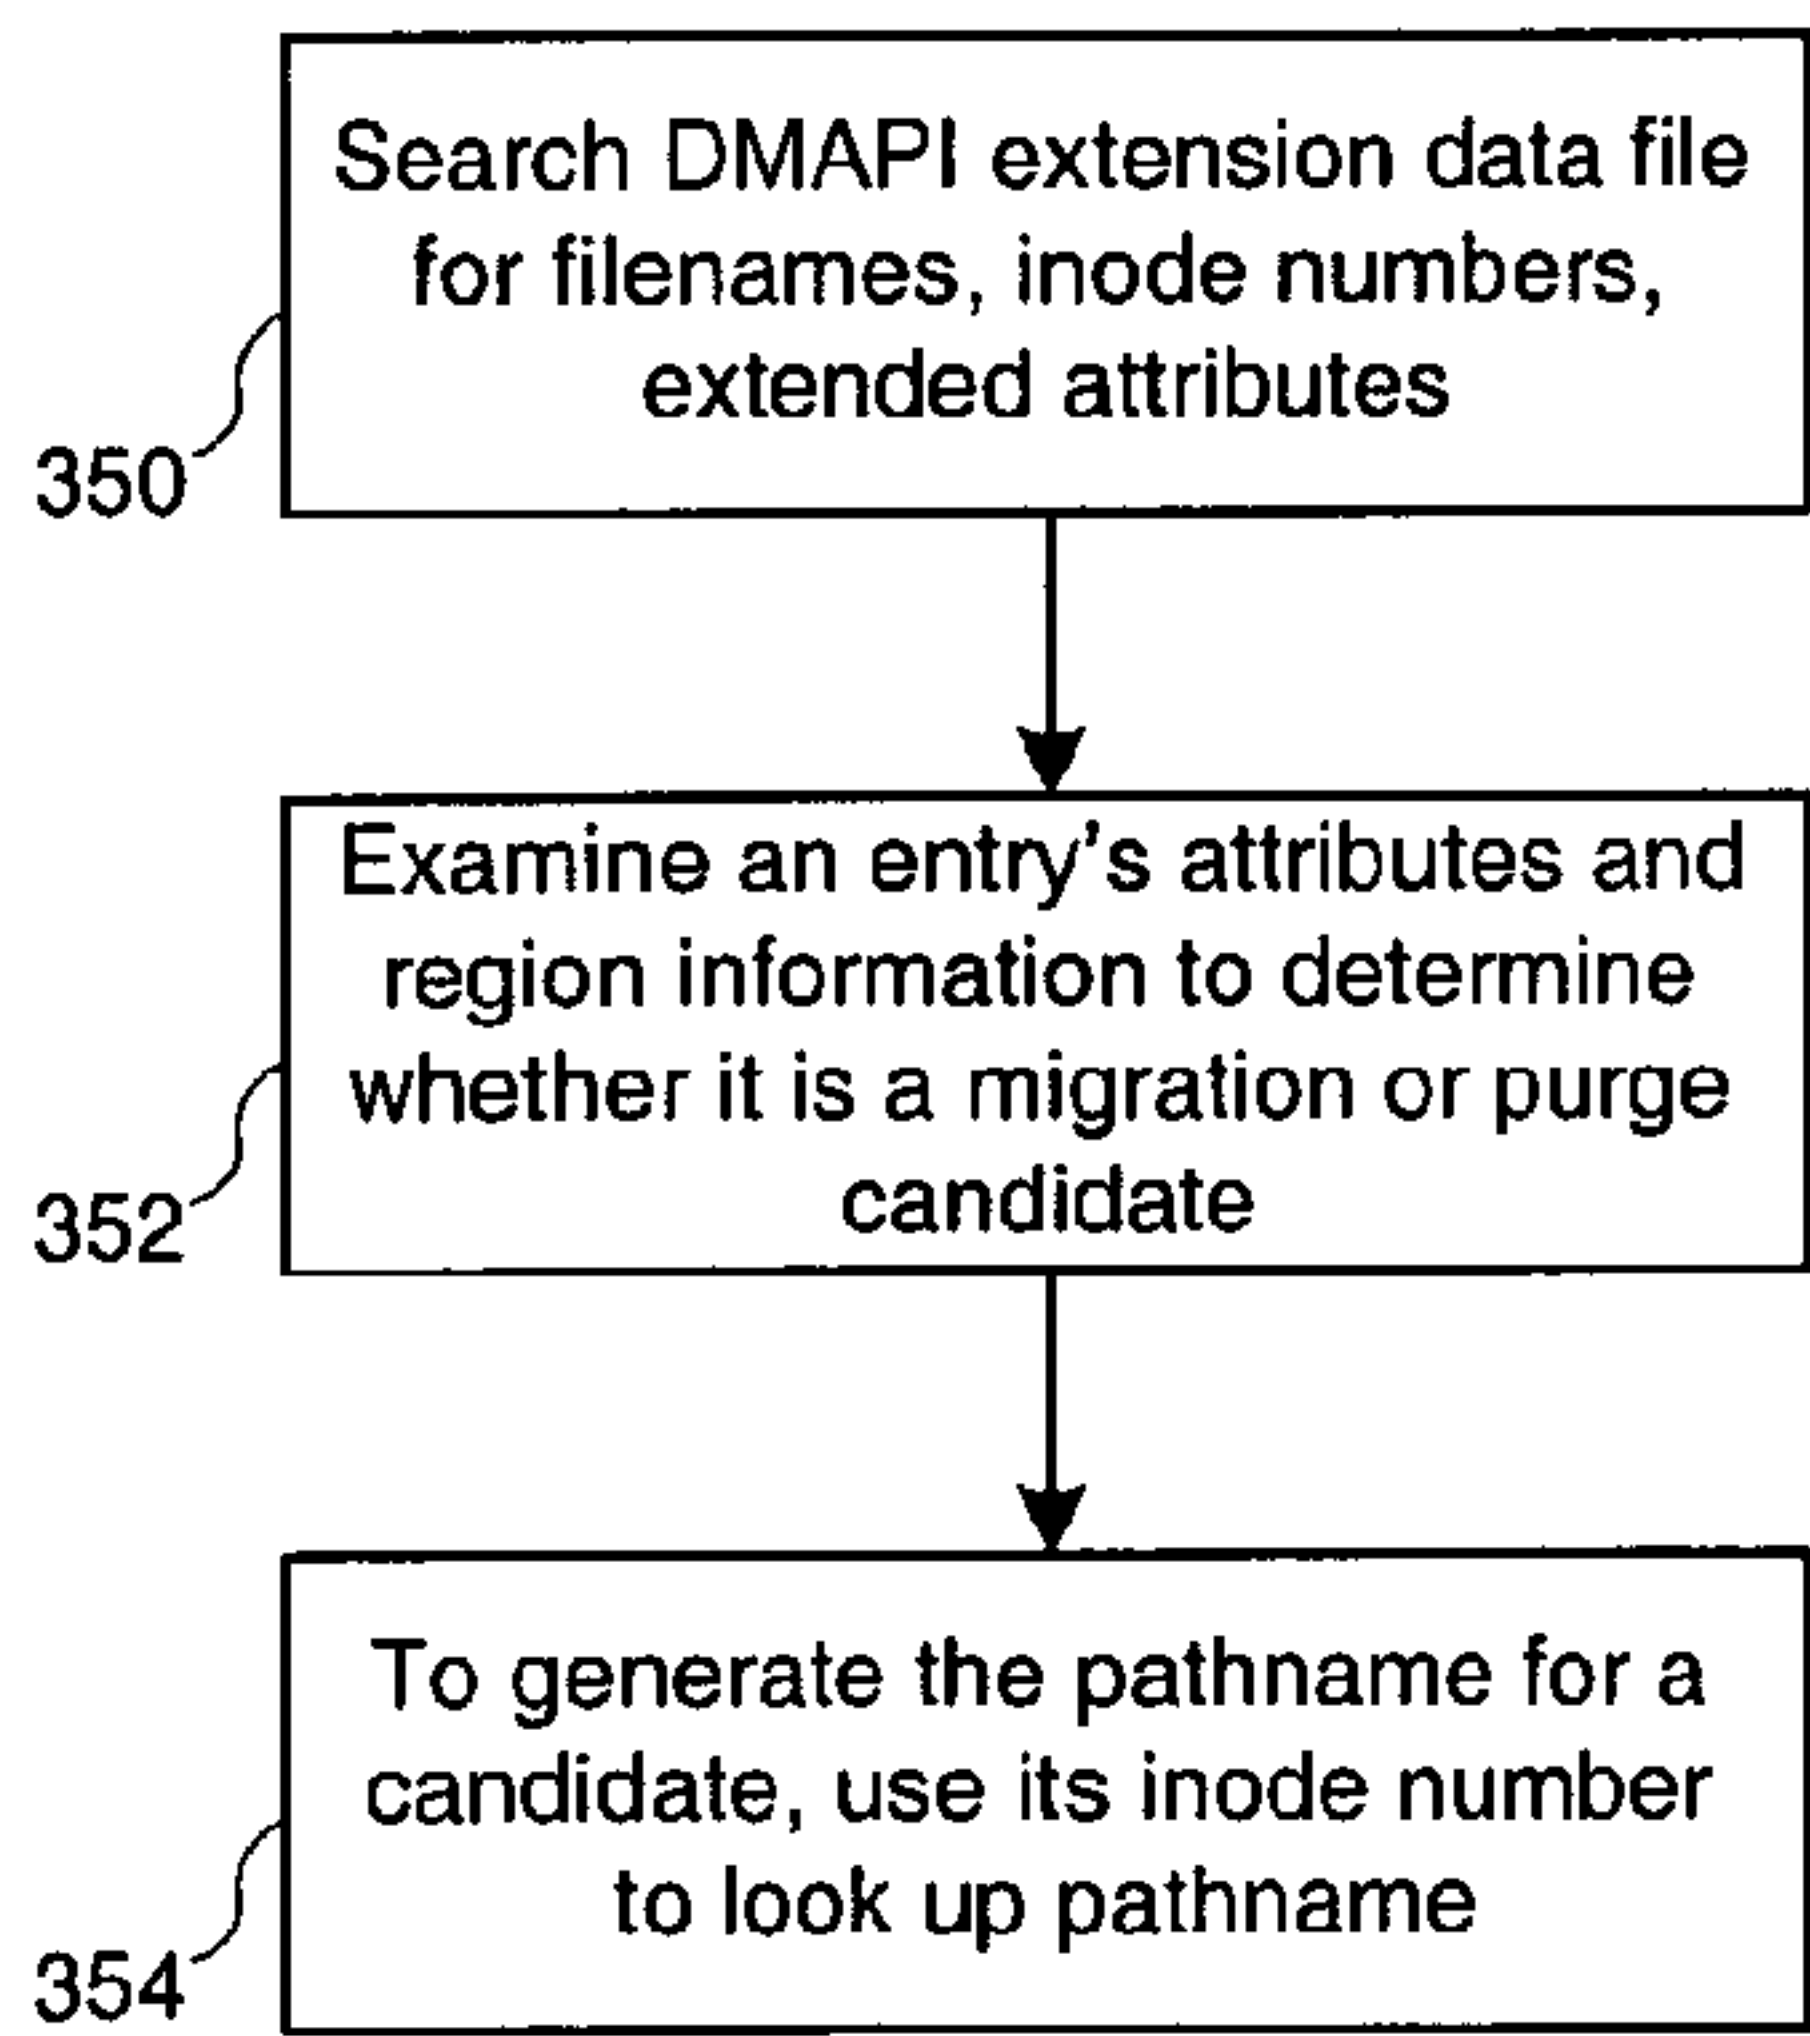 Search DMAPI extension data file
for filenames, inode numbers,
extended attributes
350
Examine an entry's attributes and
region information to determine
whether it is a migration or purge
candidate
352
To generate the pathname for a
candidate, use its inode number
to look up pathname
354